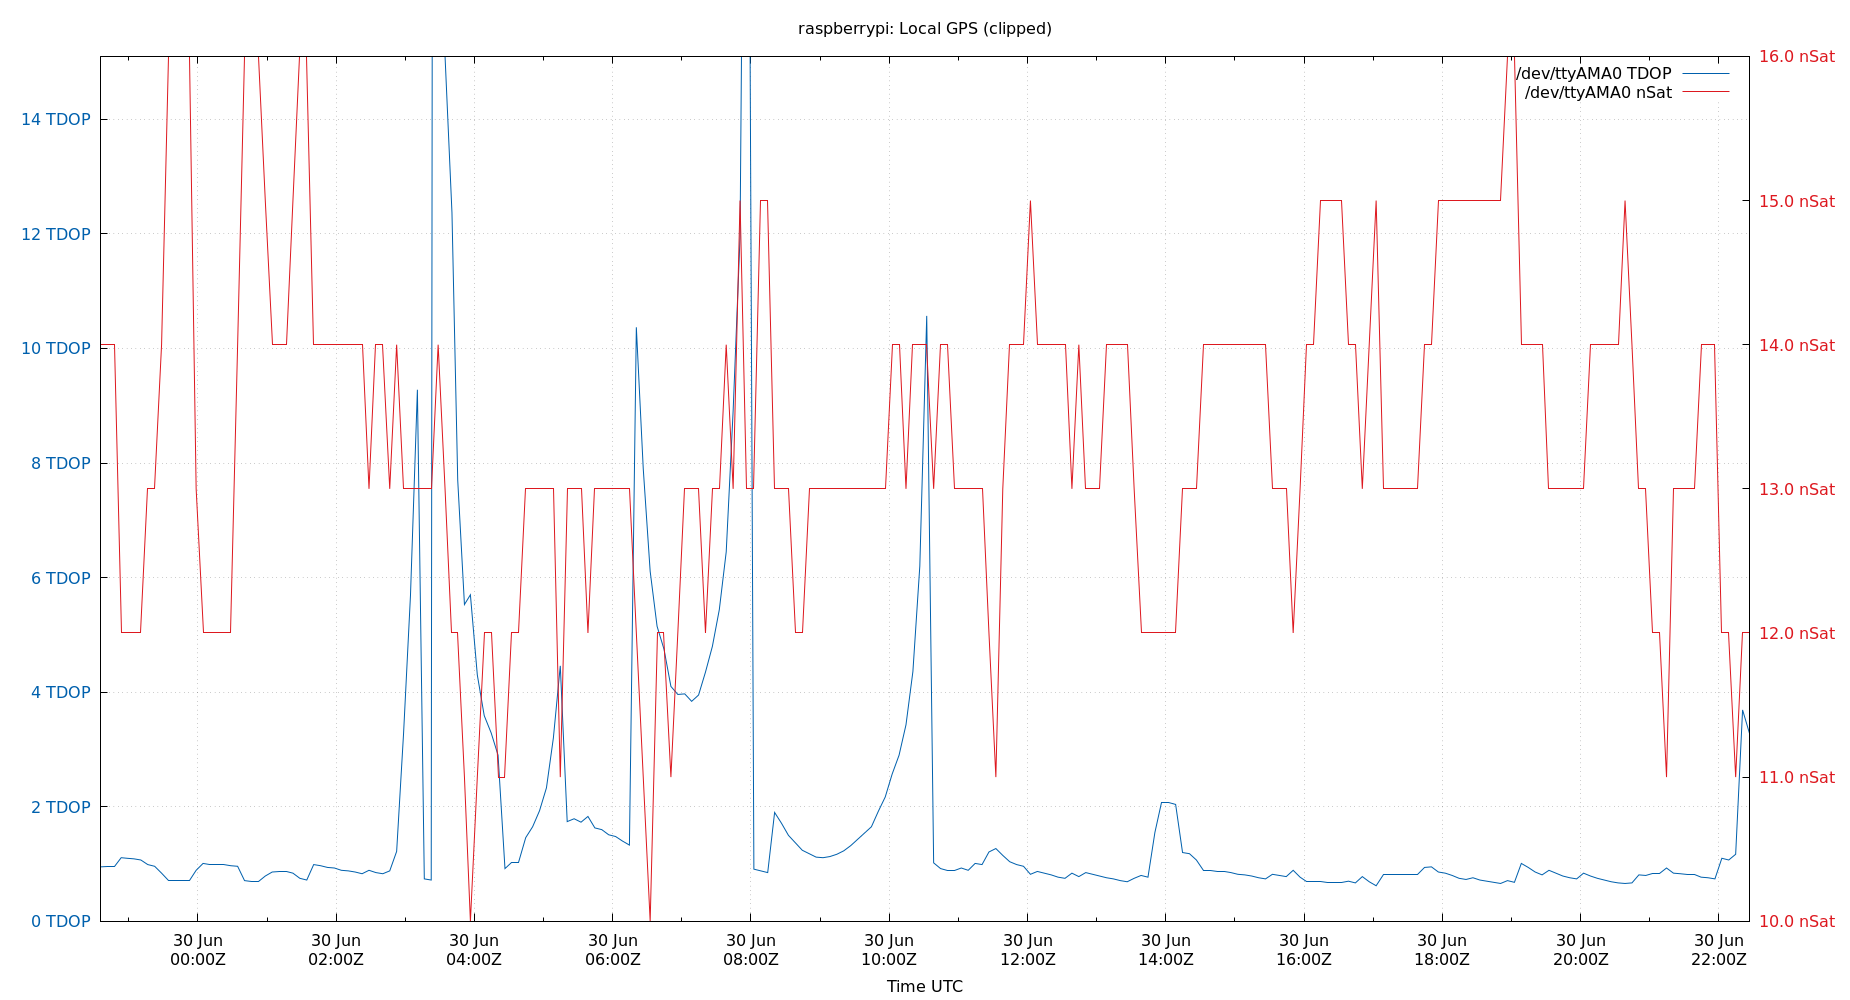 raspberrypi: Local GPS (clipped)
/dev/ttyAMA0 TDOP
/dev/ttyAMA0 nSat
14 TDOP
12 TDOP
10 TDOP
8 TDOP
6 TDOP
4 TDOP
2 TDOP
0 TDOP
16.0 nSat
15.0 nSat
14.0 nSat
13.0 nSat
12.0 nSat
11.0 nSat
10.0 nSat
30 Jun 30 Jun 30 Jun 30 Jun 30 Jun 30 Jun 30 Jun 30 Jun 30 Jun 30 Jun 30 Jun 30 Jun
00:00Z 02:00Z 04:00Z 06:00Z 08:00Z 10:00Z 12:00Z 14:00Z 16:00Z 18:00Z 20:00Z 22:00Z
Time UTC